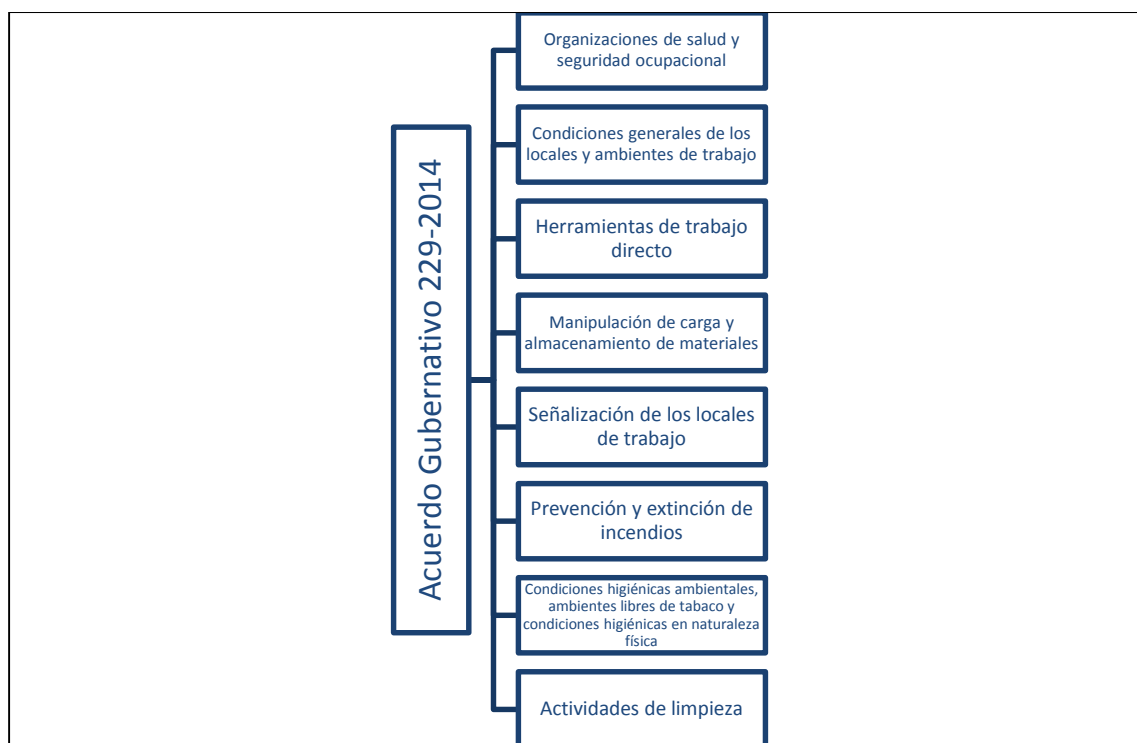 Acuerdo Gubernativo 229-2014
Organizaciones de salud y
seguridad ocupacional
Condiciones generales de los
locales y ambientes de trabajo
Herramientas de trabajo
directo
Manipulación de carga y
almacenamiento de materiales
Señalización de los locales
de trabajo
Prevención y extinción de
incendios
Condiciones higiénicas ambientales,
ambientes libres de tabaco y
condiciones higiénicas en naturaleza
física
Actividades de limpieza